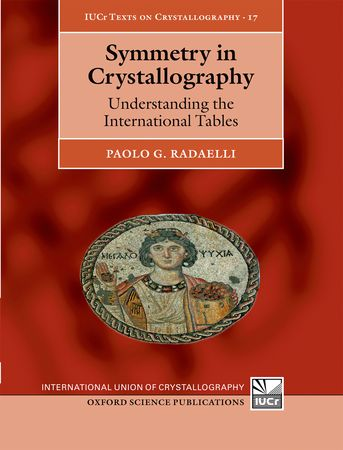 IUCr Texts on Crystallography · 17
Symmetry in
Crystallography
Understanding the
International Tables
PAOLO G. RADAELLI
ΜΕΓΑΛΟ ΨΥΧΙΑ
INTERNATIONAL UNION OF CRYSTALLOGRAPHY
OXFORD SCIENCE PUBLICATIONS
IUCr